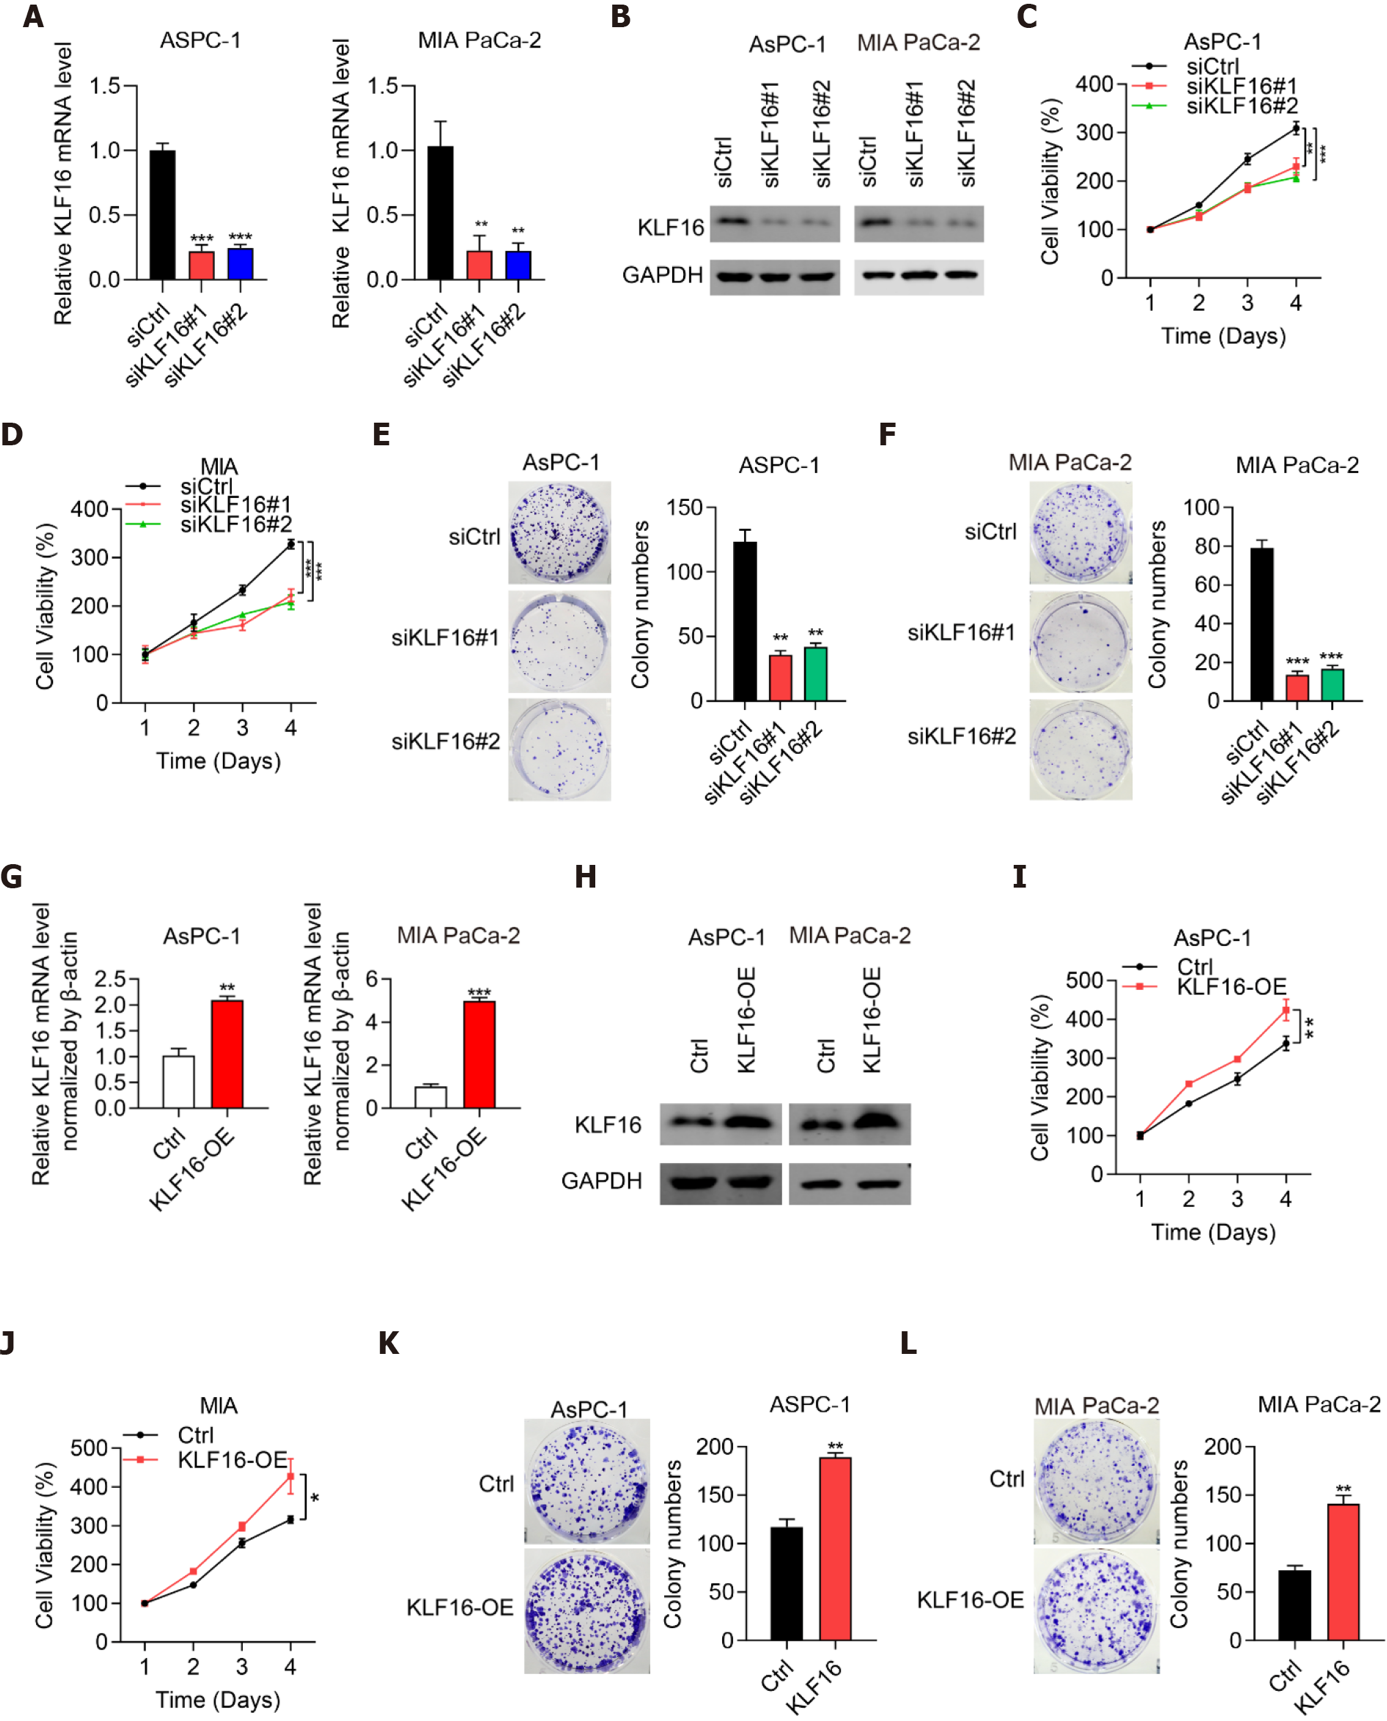 A
ASPC-1
Relative KLF16 mRNA level
1.5
1.0
0.5
0.0
***
***
siCtrl
siKLF16#1
siKLF16#2
MIA PaCa-2
Relative KLF16 mRNA level
1.5
1.0
0.5
0.0
**
**
siCtrl
siKLF16#1
siKLF16#2
B
AsPC-1
MIA PaCa-2
siCtrl
siKLF16#1
siKLF16#2
siCtrl
siKLF16#1
siKLF16#2
KLF16
GAPDH
C
AsPC-1
siCtrl
siKLF16#1
siKLF16#2
Cell Viability (%)
400
300
200
100
0
**
***
1 2 3 4
Time (Days)
D
MIA
siCtrl
siKLF16#1
siKLF16#2
Cell Viability (%)
400
300
200
100
0
***
***
1 2 3 4
Time (Days)
E
AsPC-1
siCtrl
siKLF16#1
siKLF16#2
ASPC-1
Colony numbers
150
100
50
0
**
**
siCtrl
siKLF16#1
siKLF16#2
F
MIA PaCa-2
siCtrl
siKLF16#1
siKLF16#2
MIA PaCa-2
Colony numbers
100
80
60
40
20
0
***
***
siCtrl
siKLF16#1
siKLF16#2
G
Relative KLF16 mRNA level
normalized by β-actin
AsPC-1
2.5
2.0
1.5
1.0
0.5
0.0
**
Ctrl
KLF16-OE
Relative KLF16 mRNA level
normalized by β-actin
MIA PaCa-2
6
4
2
0
***
Ctrl
KLF16-OE
H
AsPC-1
MIA PaCa-2
Ctrl
KLF16-OE
Ctrl
KLF16-OE
KLF16
GAPDH
I
AsPC-1
Ctrl
KLF16-OE
Cell Viability (%)
500
400
300
200
100
0
**
1 2 3 4
Time (Days)
J
MIA
Ctrl
KLF16-OE
Cell Viability (%)
500
400
300
200
100
0
*
1 2 3 4
Time (Days)
K
AsPC-1
Ctrl
KLF16-OE
ASPC-1
Colony numbers
200
150
100
50
0
**
Ctrl
KLF16
L
MIA PaCa-2
Ctrl
KLF16-OE
MIA PaCa-2
Colony numbers
200
150
100
50
0
**
Ctrl
KLF16